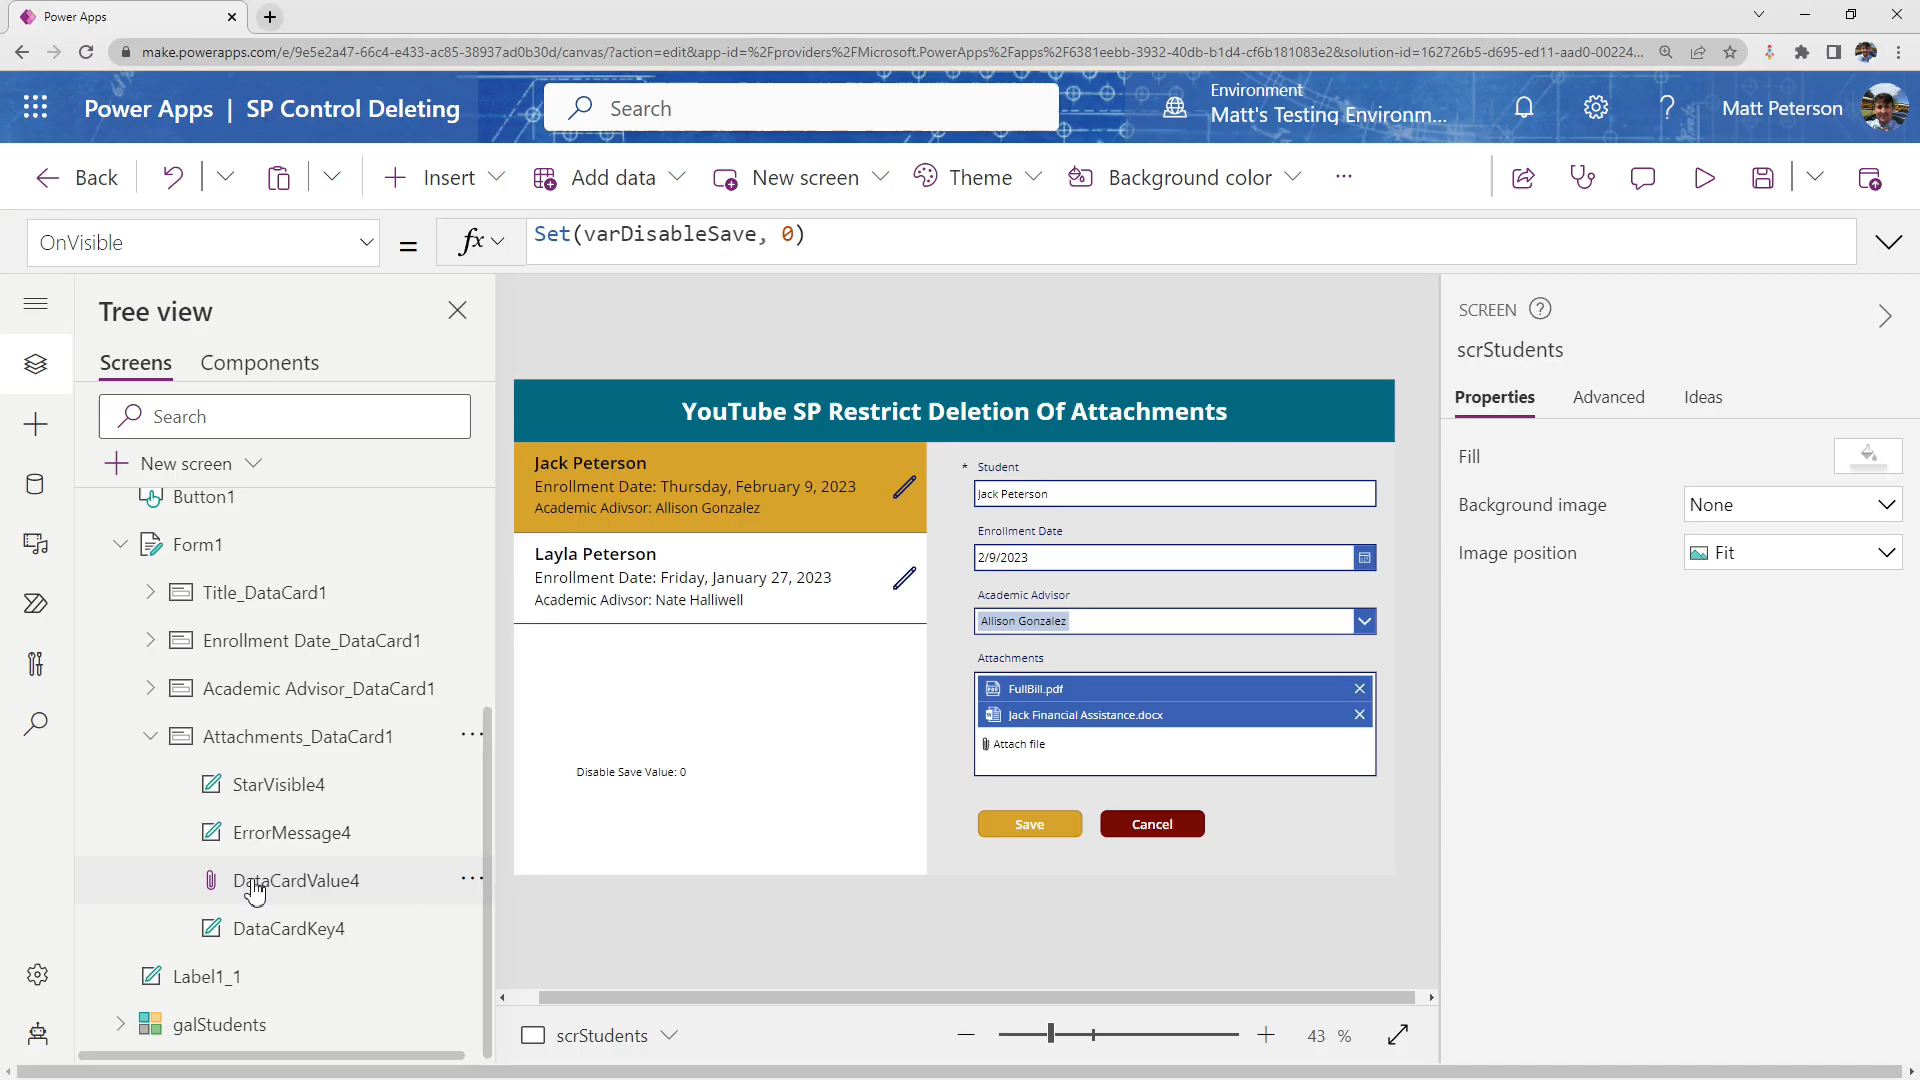 Power Apps
make.powerapps.com/e/9e5e2a47-66c4-e433-ac85-38937ad0b30d/canvas/?action=edit&app-id=%2Fproviders%2FMicrosoft.PowerApps%2Fapps%2F6381eebb-3932-40db-b1d4-cf6b181083e2&solution-id=162726b5-d695-ed11-aad0-00224...
Power Apps | SP Control Deleting
Search
Environment
Matt's Testing Environm...
Matt Peterson
Back
Insert
Add data
New screen
Theme
Background color
OnVisible
=
fx
Set(varDisableSave, 0)
Tree view
Screens
Components
Search
New screen
Button1
Form1
Title_DataCard1
Enrollment Date_DataCard1
Academic Advisor_DataCard1
Attachments_DataCard1
StarVisible4
ErrorMessage4
DataCardValue4
DataCardKey4
Label1_1
galStudents
YouTube SP Restrict Deletion Of Attachments
Jack Peterson
Enrollment Date: Thursday, February 9, 2023
Academic Adivsor: Allison Gonzalez
Layla Peterson
Enrollment Date: Friday, January 27, 2023
Academic Adivsor: Nate Halliwell
Disable Save Value: 0
* Student
Jack Peterson
Enrollment Date
2/9/2023
Academic Advisor
Allison Gonzalez
Attachments
FullBill.pdf
Jack Financial Assistance.docx
Attach file
Save
Cancel
scrStudents
43 %
SCREEN
scrStudents
Properties
Advanced
Ideas
Fill
Background image
None
Image position
Fit